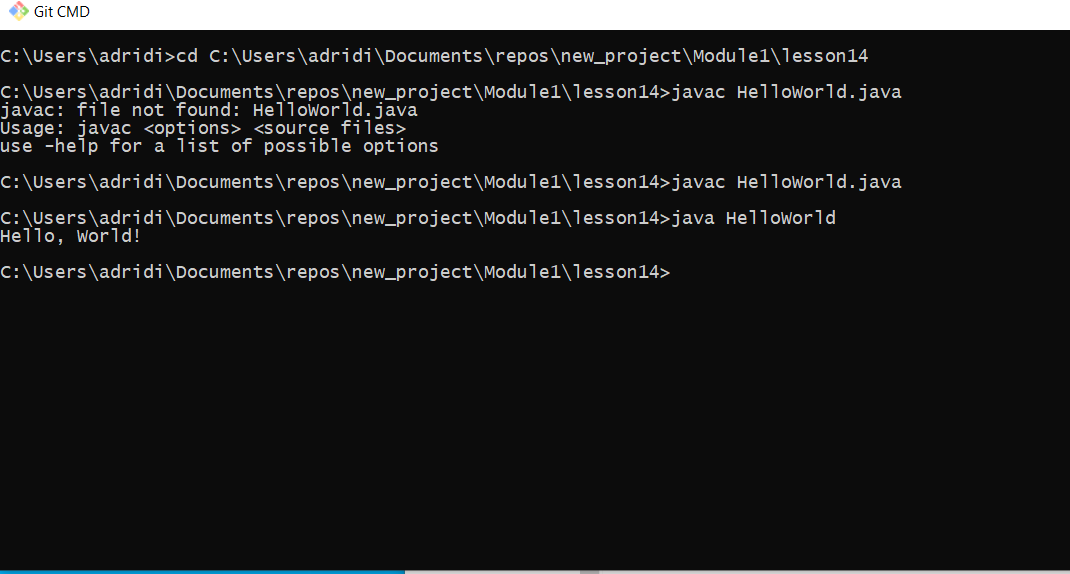 Git CMD
C:\Users\adridi>cd C:\Users\adridi\Documents\repos\new_project\Module1\lesson14
C:\Users\adridi\Documents\repos\new_project\Module1\lesson14>javac HelloWorld.java
javac: file not found: HelloWorld.java
Usage: javac <options> <source files>
use -help for a list of possible options
C:\Users\adridi\Documents\repos\new_project\Module1\lesson14>javac HelloWorld.java
C:\Users\adridi\Documents\repos\new_project\Module1\lesson14>java HelloWorld
Hello, World!
C:\Users\adridi\Documents\repos\new_project\Module1\lesson14>